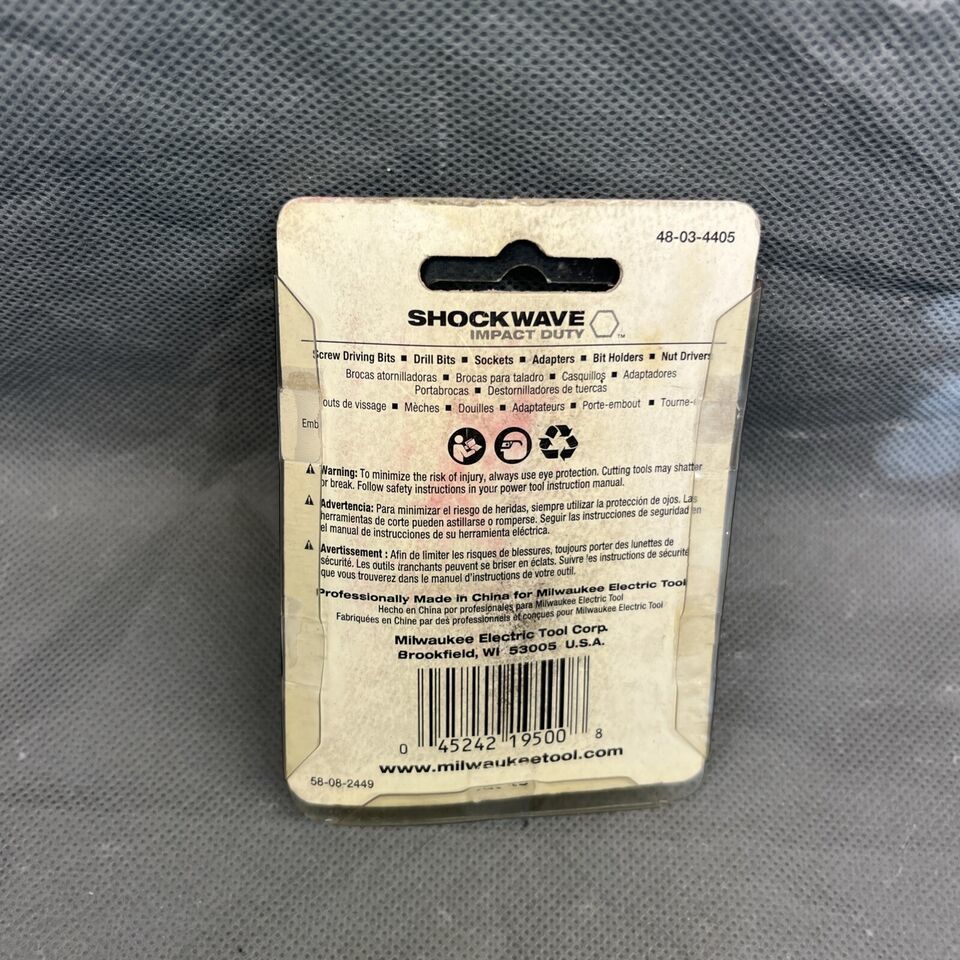 48-03-4405
SHOCKWAVE
IMPACT DUTY ™
Screw Driving Bits ■ Drill Bits ■ Sockets ■ Adapters ■ Bit Holders ■ Nut Drivers
Brocas atornilladoras ■ Brocas para taladro ■ Casquillos ■ Adaptadores
Portabrocas ■ Destornilladores de tuercas
outs de vissage ■ Mèches ■ Douilles ■ Adaptateurs ■ Porte-embout ■ Tourne-
Emb
Warning: To minimize the risk of injury, always use eye protection. Cutting tools may shatter
or break. Follow safety instructions in your power tool instruction manual.
Advertencia: Para minimizar el riesgo de heridas, siempre utilizar la protección de ojos. Las
herramientas de corte pueden astillarse o romperse. Seguir las instrucciones de seguridad en
el manual de instrucciones de su herramienta eléctrica.
Avertissement : Afin de limiter les risques de blessures, toujours porter des lunettes de
sécurité. Les outils tranchants peuvent se briser en éclats. Suivre les instructions de sécurité
que vous trouverez dans le manuel d'instructions de votre outil.
Professionally Made in China for Milwaukee Electric Tool
Hecho en China por profesionales para Milwaukee Electric Tool
Fabriquées en Chine par des professionnels et conçues pour Milwaukee Electric Tool
Milwaukee Electric Tool Corp.
Brookfield, WI 53005 U.S.A.
0 45242 19500 8
www.milwaukeetool.com
58-08-2449